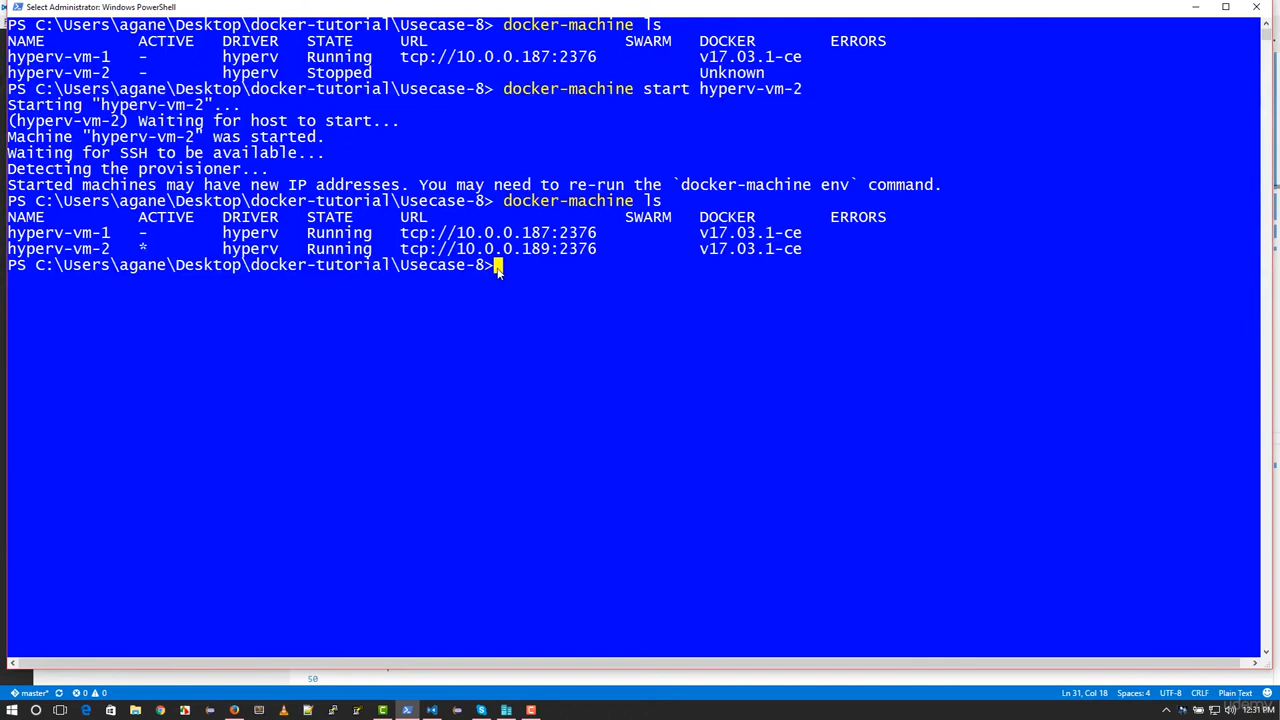 Select Administrator: Windows PowerShell
PS C:\Users\agane\Desktop\docker-tutorial\Usecase-8> docker-machine ls
NAME ACTIVE DRIVER STATE URL SWARM DOCKER ERRORS
hyperv-vm-1 - hyperv Running tcp://10.0.0.187:2376 v17.03.1-ce
hyperv-vm-2 - hyperv Stopped Unknown
PS C:\Users\agane\Desktop\docker-tutorial\Usecase-8> docker-machine start hyperv-vm-2
Starting "hyperv-vm-2"...
(hyperv-vm-2) Waiting for host to start...
Machine "hyperv-vm-2" was started.
Waiting for SSH to be available...
Detecting the provisioner...
Started machines may have new IP addresses. You may need to re-run the `docker-machine env` command.
PS C:\Users\agane\Desktop\docker-tutorial\Usecase-8> docker-machine ls
NAME ACTIVE DRIVER STATE URL SWARM DOCKER ERRORS
hyperv-vm-1 - hyperv Running tcp://10.0.0.187:2376 v17.03.1-ce
hyperv-vm-2 * hyperv Running tcp://10.0.0.189:2376 v17.03.1-ce
PS C:\Users\agane\Desktop\docker-tutorial\Usecase-8>
50
master* 0 0 Ln 31, Col 18 Spaces: 4 UTF-8 CRLF Plain Text
udemy
12:31 PM